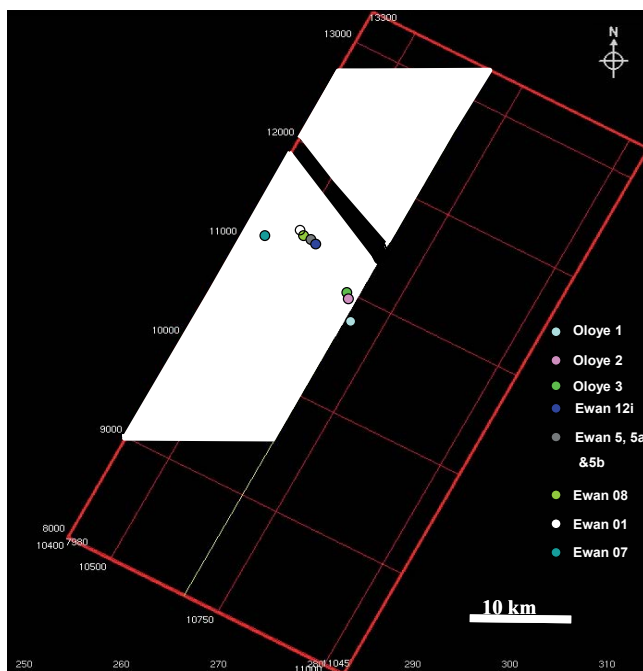 13300
N
13000
12000
11000
10000
9000
8000
10400 7980
10500
10750
11000
11045
Oloye 1
Oloye 2
Oloye 3
Ewan 12i
Ewan 5, 5a
&5b
Ewan 08
Ewan 01
Ewan 07
10 km
250 260 270 280 290 300 310